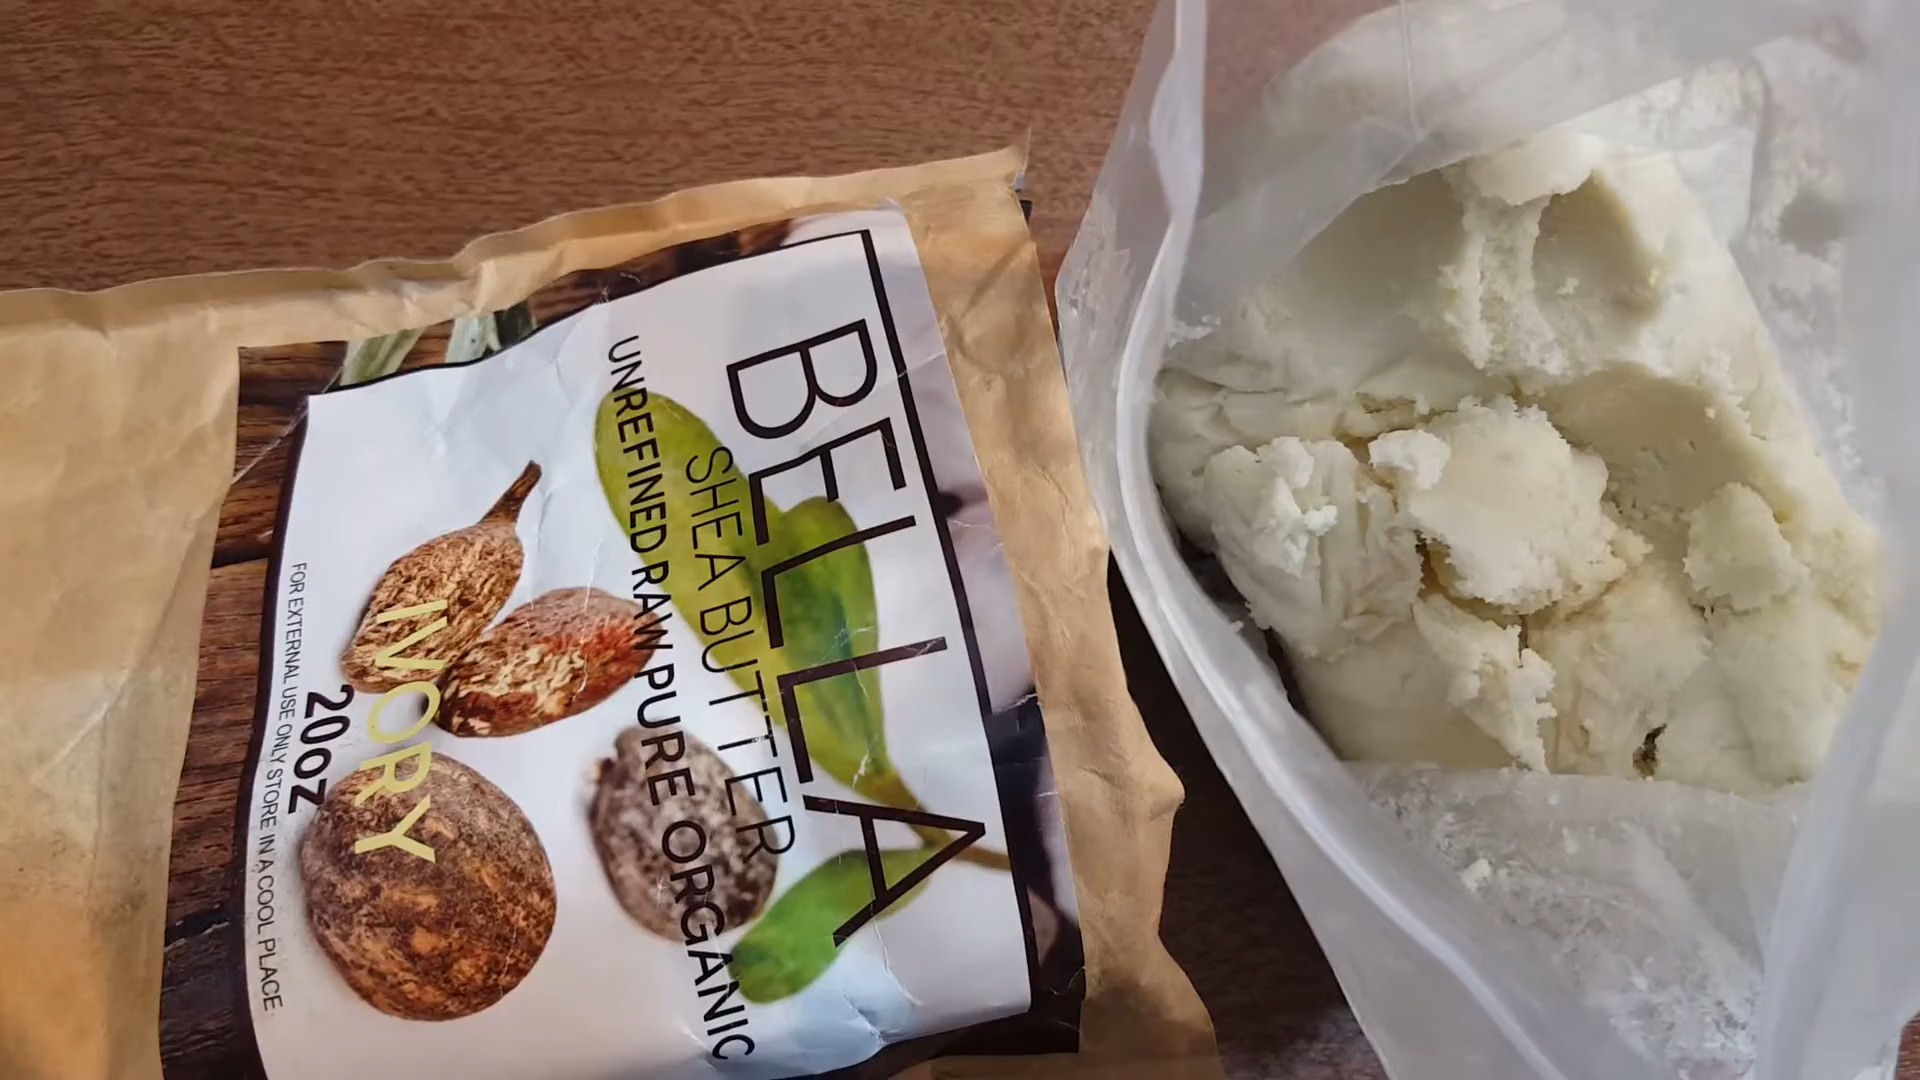 BELLA
SHEA BUTTER
UNREFINED RAW PURE ORGANIC
IVORY
20oz
FOR EXTERNAL USE ONLY STORE IN A COOL PLACE